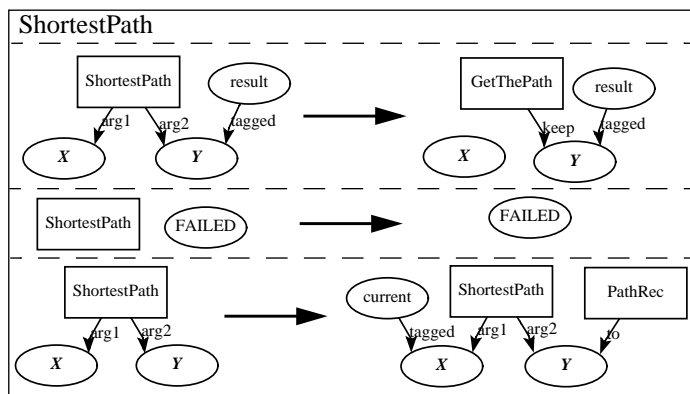 ShortestPath
ShortestPath result
arg1 arg2 tagged
X Y
GetThePath result
keep tagged
X Y
ShortestPath FAILED
FAILED
ShortestPath
arg1 arg2
X Y
current ShortestPath PathRec
tagged arg1 arg2 to
X Y